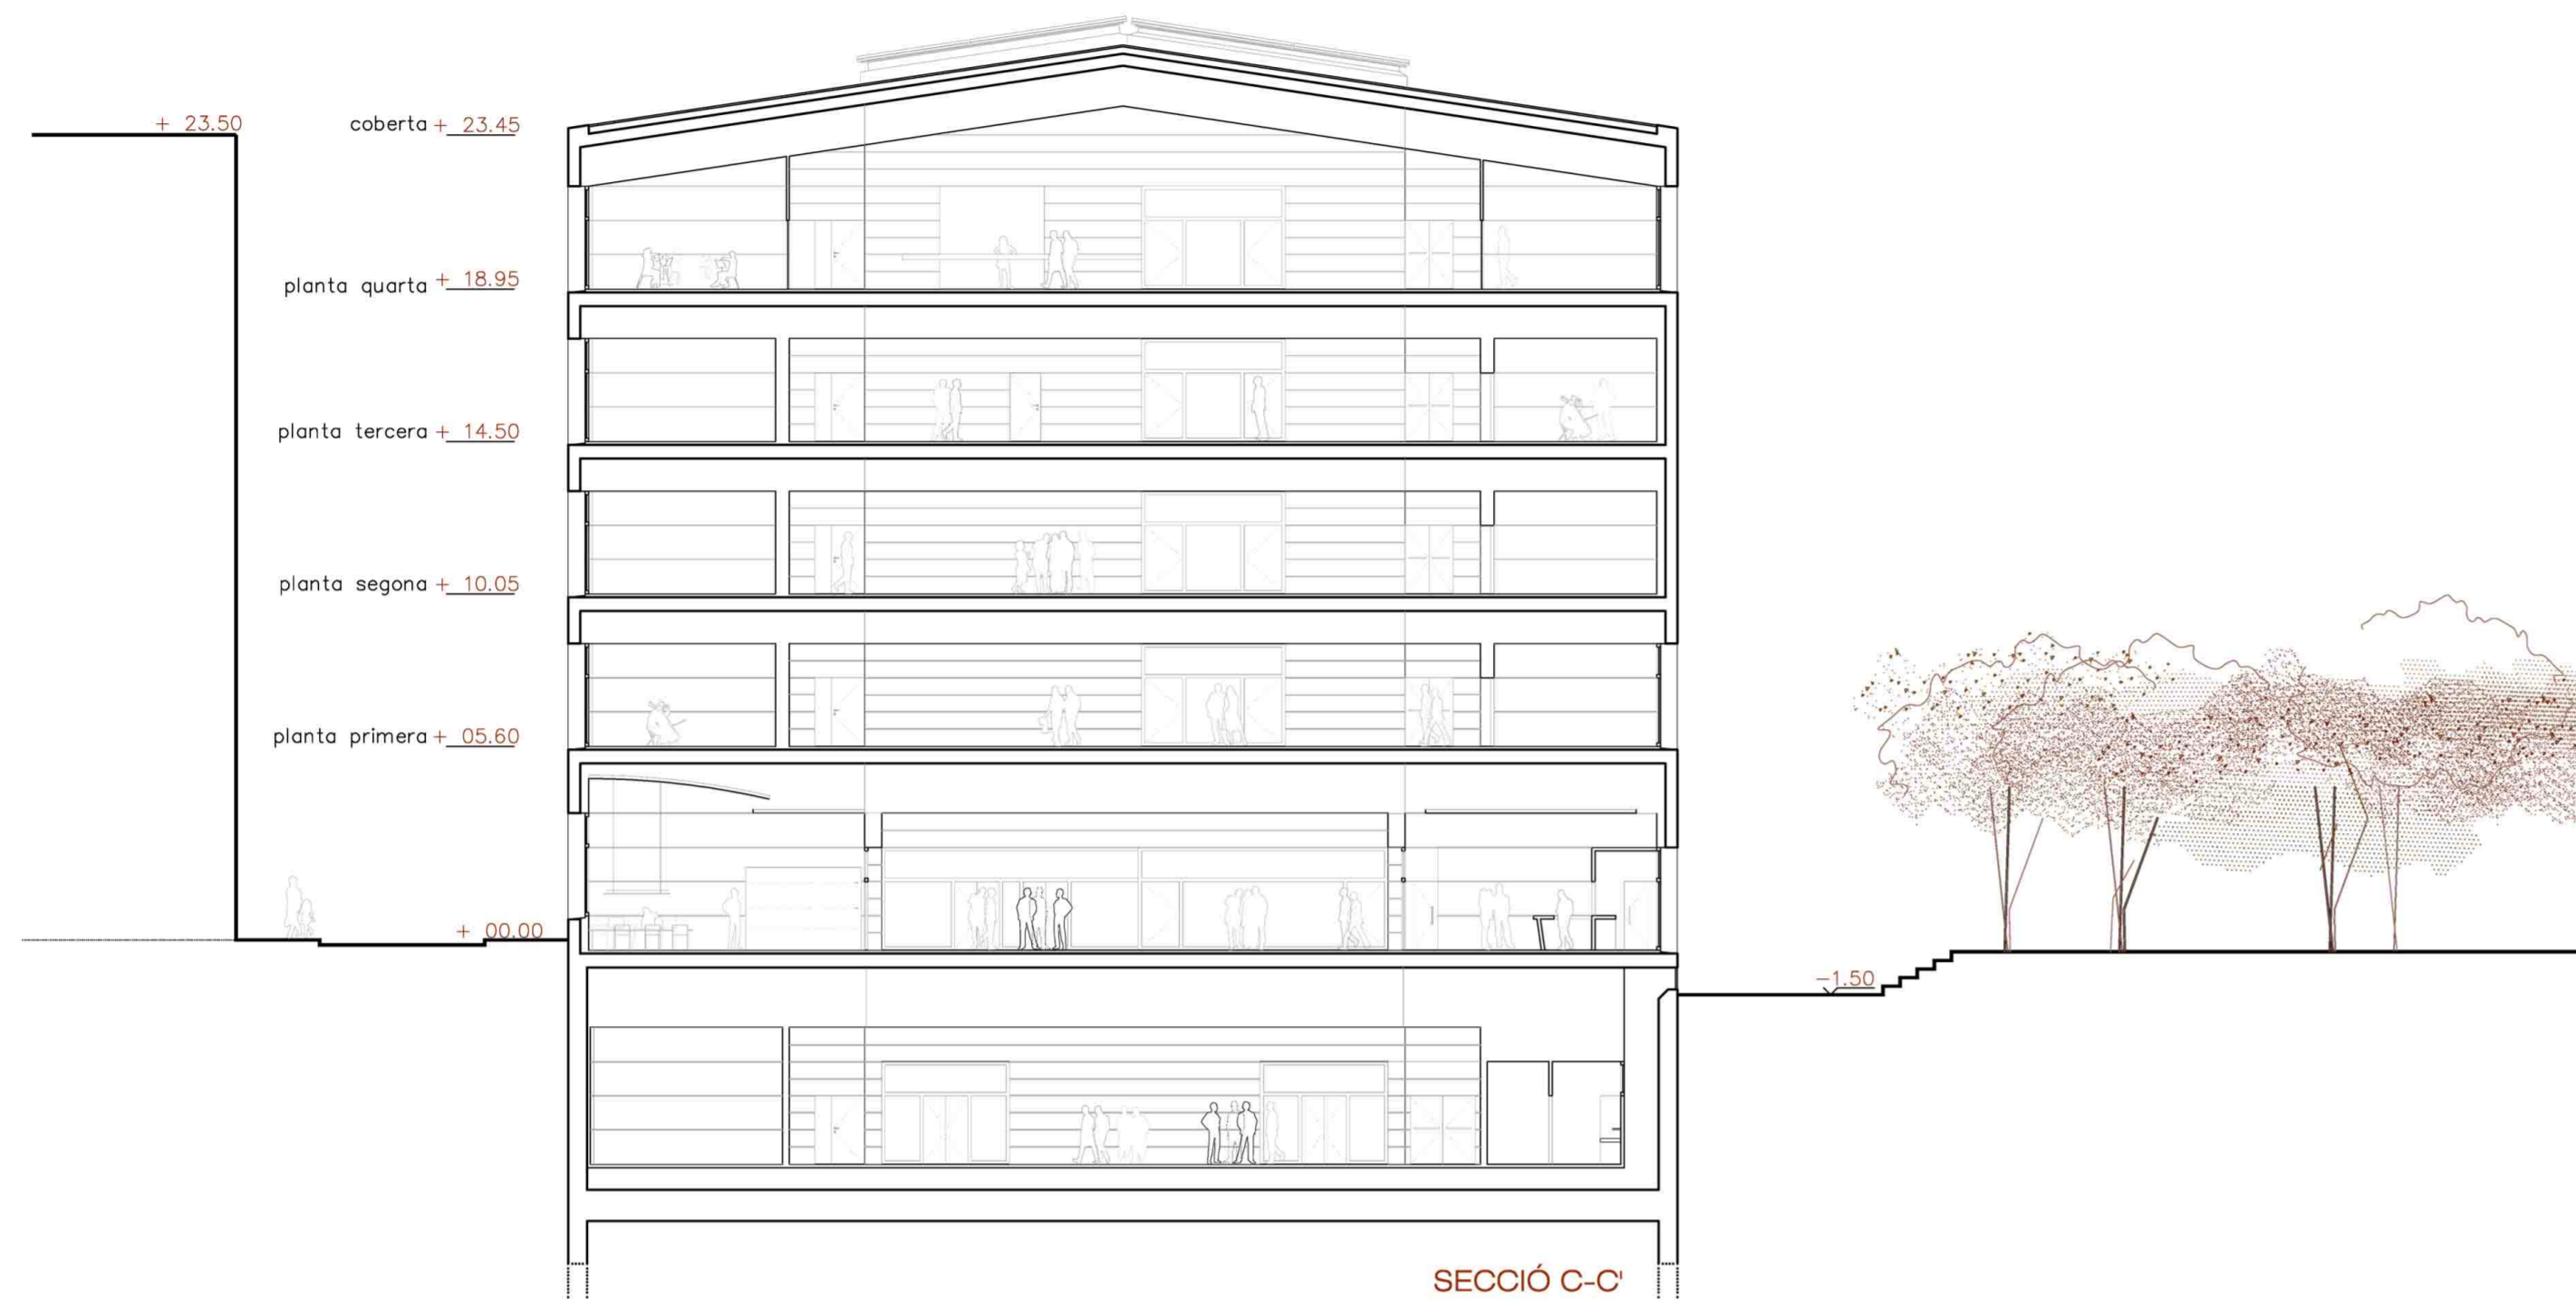 + 23.50
coberta + 23.45
planta quarta + 18.95
planta tercera + 14.50
planta segona + 10.05
planta primera + 05.60
+ 00.00
-1.50
SECCIÓ C-C'